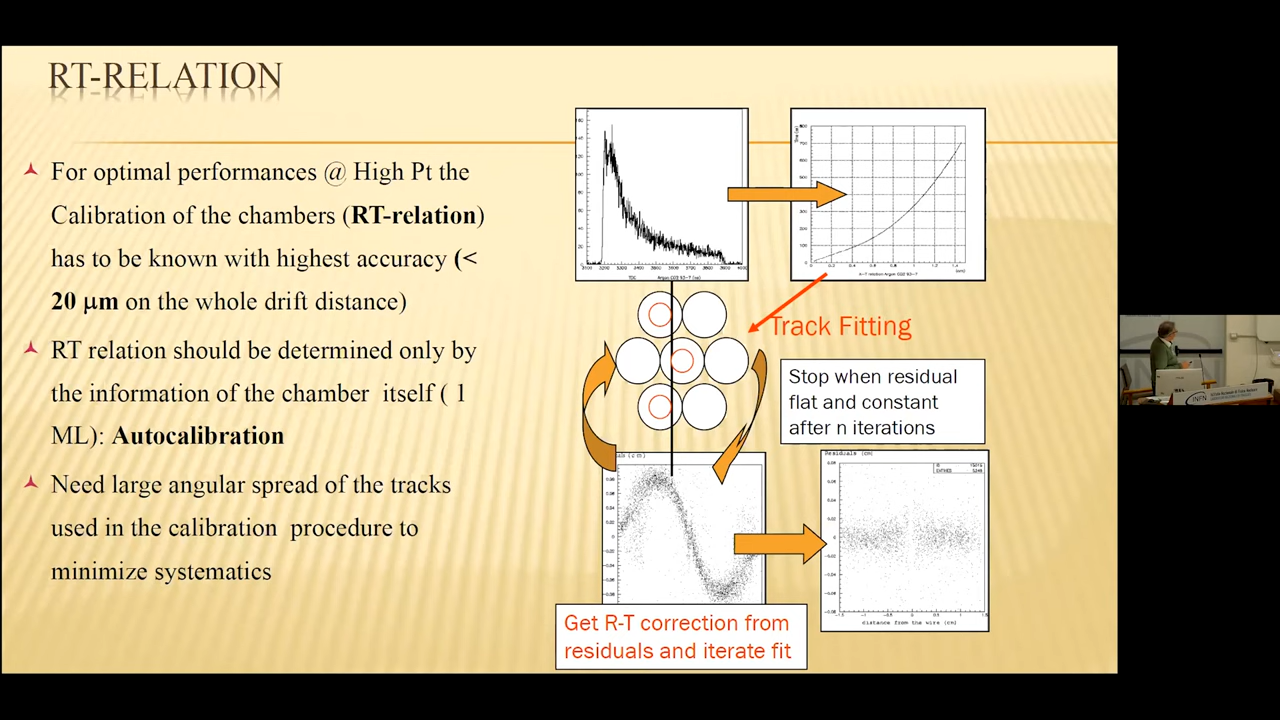 RT-RELATION
For optimal performances @ High Pt the
Calibration of the chambers (RT-relation)
has to be known with highest accuracy (<
20 μm on the whole drift distance)
RT relation should be determined only by
the information of the chamber itself ( 1
ML): Autocalibration
Need large angular spread of the tracks
used in the calibration procedure to
minimize systematics
Track Fitting
Stop when residual
flat and constant
after n iterations
Residuals (cm)
distance from the wire (cm)
Get R-T correction from
residuals and iterate fit
INFN